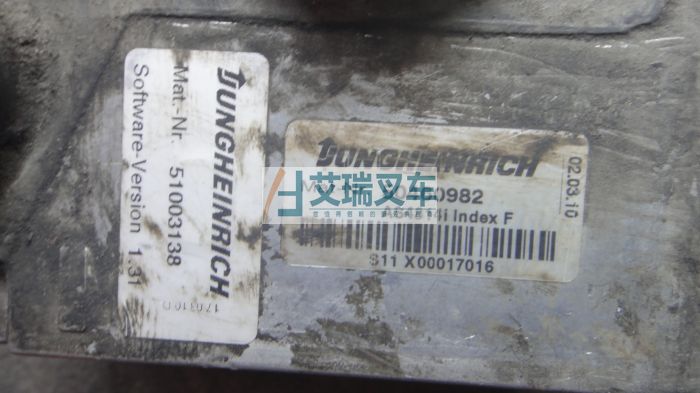 JUNGHEINRICH
Mat.-Nr. 51003138
Software-Version 1.31
JUNGHEINRICH
02.03.10
0982
Index F
S11 X00017016
艾瑞叉车